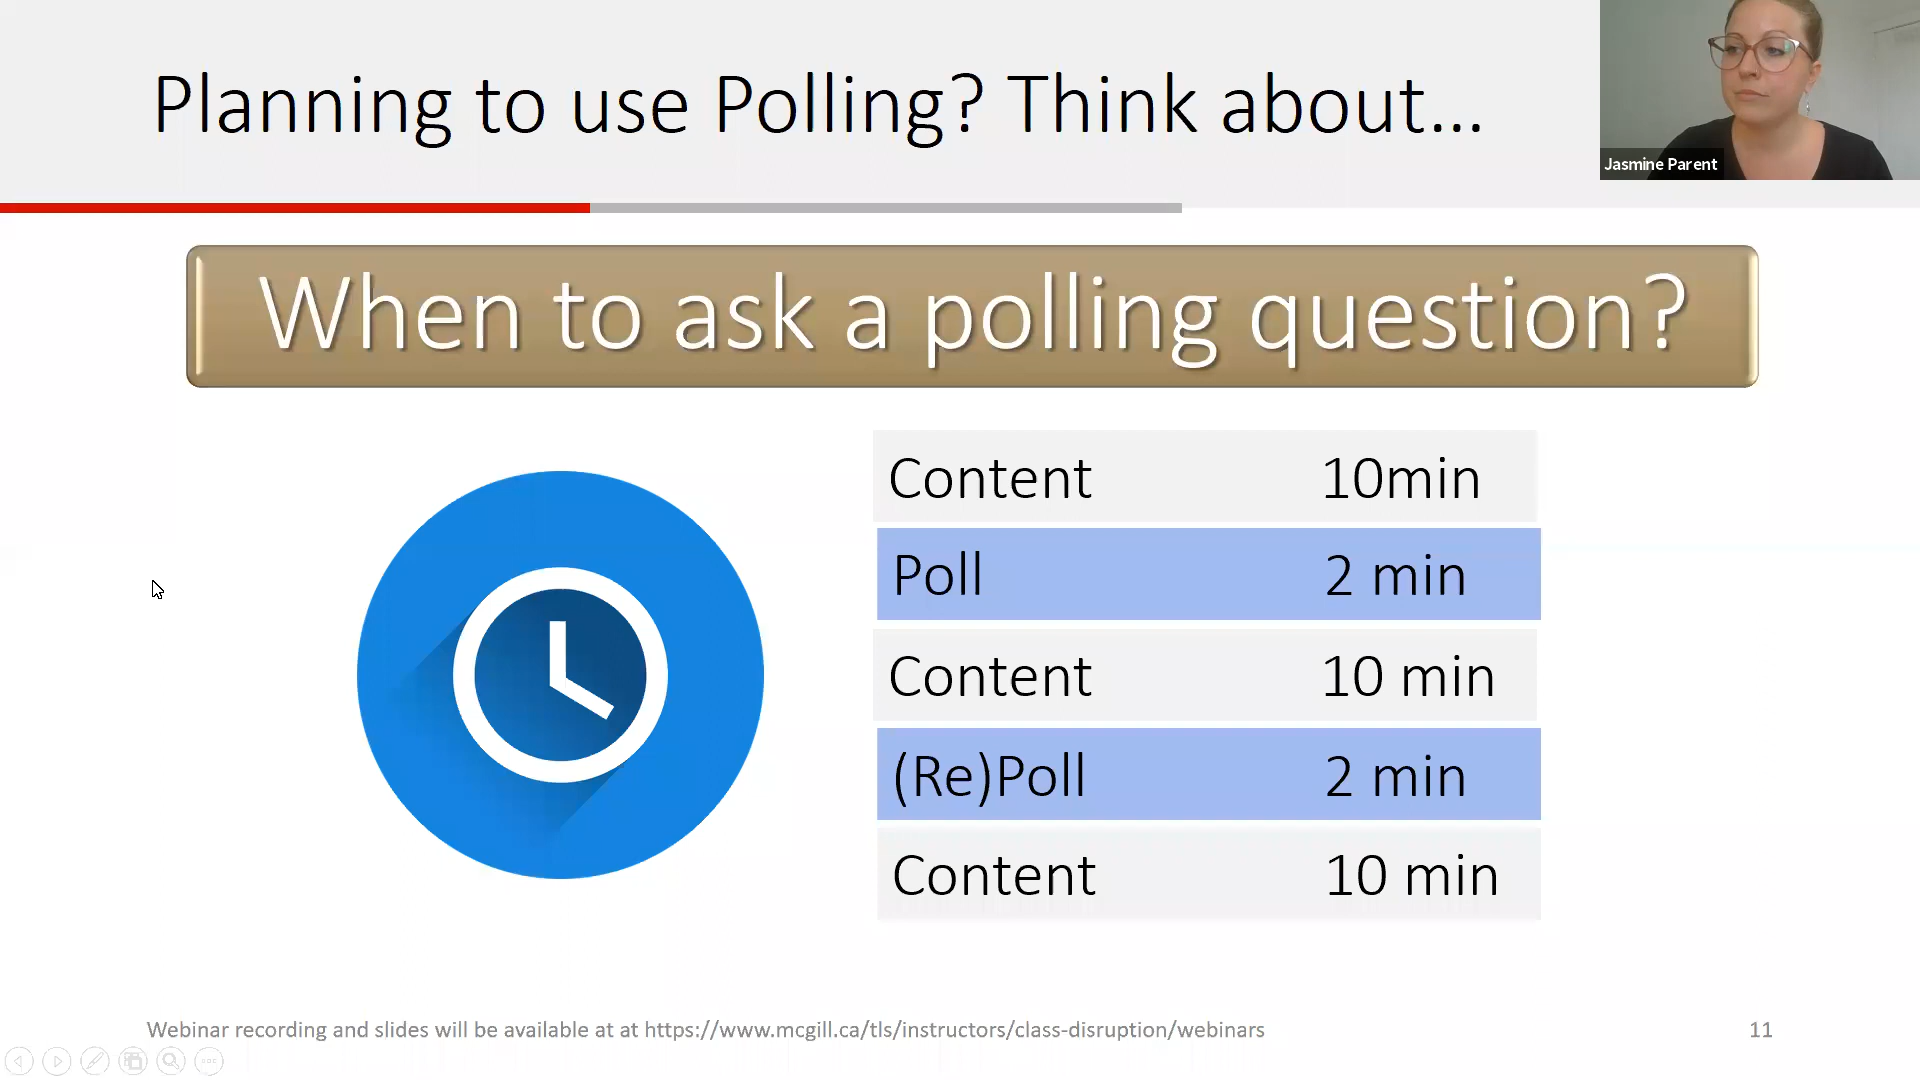 Planning to use Polling? Think about...
Jasmine Parent
When to ask a polling question?
Content 10min
Poll 2 min
Content 10 min
(Re)Poll 2 min
Content 10 min
Webinar recording and slides will be available at at https://www.mcgill.ca/tls/instructors/class-disruption/webinars
11